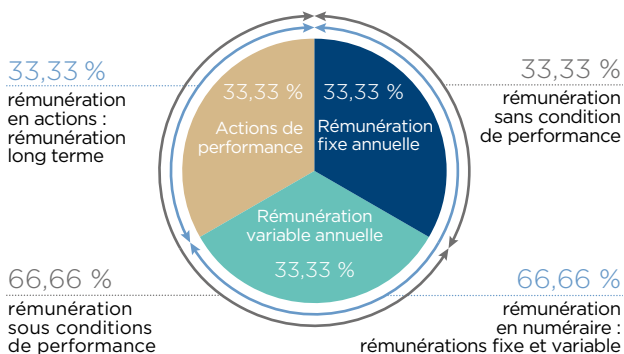 33,33 %
rémunération
en actions :
rémunération
long terme
33,33 %
Actions de
performance
33,33 %
Rémunération
fixe annuelle
33,33 %
rémunération
sans condition
de performance
Rémunération
variable annuelle
33,33 %
66,66 %
rémunération
sous conditions
de performance
66,66 %
rémunération
en numéraire :
rémunérations fixe et variable